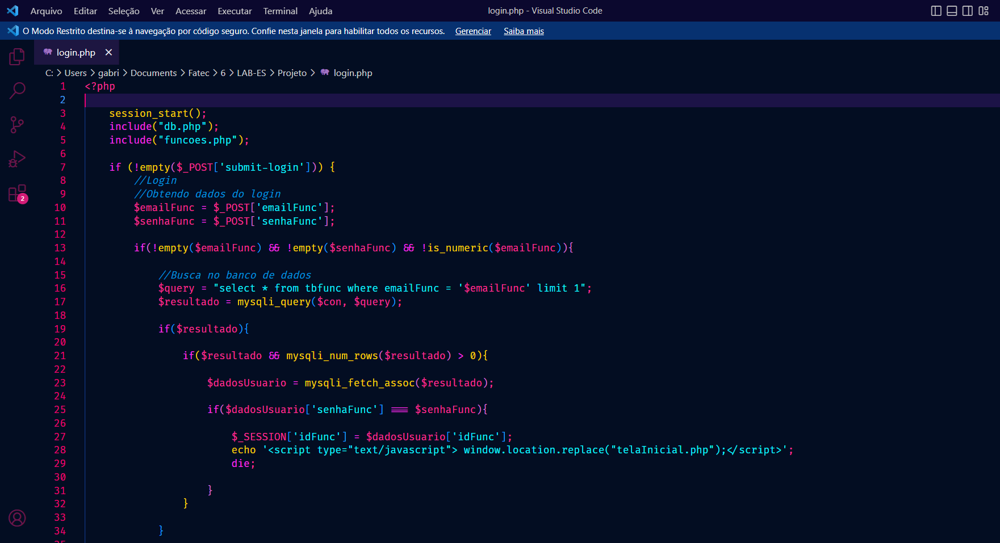 Arquivo Editar Seleção Ver Acessar Executar Terminal Ajuda login.php - Visual Studio Code
O Modo Restrito destina-se à navegação por código seguro. Confie nesta janela para habilitar todos os recursos. Gerenciar Saiba mais
login.php
C: > Users > gabri > Documents > Fatec > 6 > LAB-ES > Projeto > login.php
1 <?php
2
3 session_start();
4 include("db.php");
5 include("funcoes.php");
6
7 if (!empty($_POST['submit-login'])) {
8 //Login
9 //Obtendo dados do login
10 $emailFunc = $_POST['emailFunc'];
11 $senhaFunc = $_POST['senhaFunc'];
12
13 if(!empty($emailFunc) && !empty($senhaFunc) && !is_numeric($emailFunc)){
14
15 //Busca no banco de dados
16 $query = "select * from tbfunc where emailFunc = '$emailFunc' limit 1";
17 $resultado = mysqli_query($con, $query);
18
19 if($resultado){
20
21 if($resultado && mysqli_num_rows($resultado) > 0){
22
23 $dadosUsuario = mysqli_fetch_assoc($resultado);
24
25 if($dadosUsuario['senhaFunc'] === $senhaFunc){
26
27 $_SESSION['idFunc'] = $dadosUsuario['idFunc'];
28 echo '<script type="text/javascript"> window.location.replace("telaInicial.php");</script>';
29 die;
30
31 }
32 }
33
34 }
2